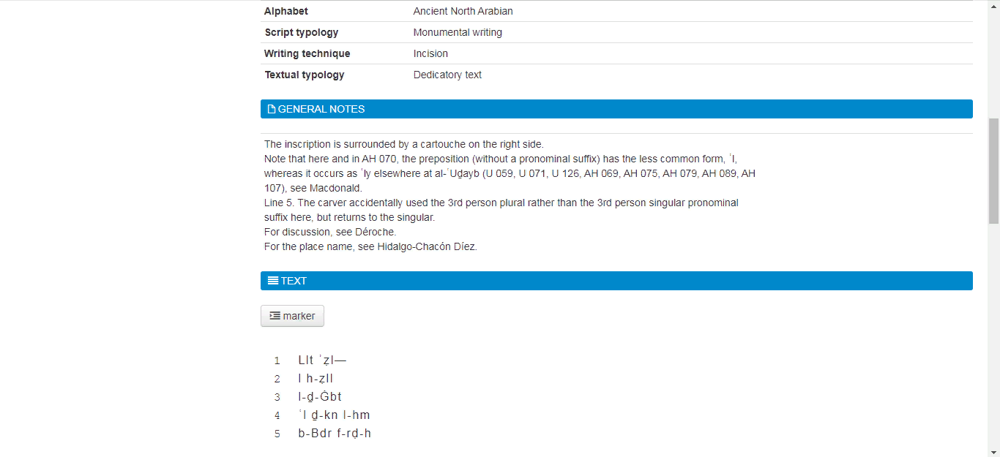 Alphabet Ancient North Arabian
Script typology Monumental writing
Writing technique Incision
Textual typology Dedicatory text
GENERAL NOTES
The inscription is surrounded by a cartouche on the right side.
Note that here and in AH 070, the preposition (without a pronominal suffix) has the less common form, ʿl,
whereas it occurs as ʿly elsewhere at al-ʿUḏayb (U 059, U 071, U 126, AH 069, AH 075, AH 079, AH 089, AH
107), see Macdonald.
Line 5. The carver accidentally used the 3rd person plural rather than the 3rd person singular pronominal
suffix here, but returns to the singular.
For discussion, see Déroche.
For the place name, see Hidalgo-Chacón Díez.
TEXT
marker
1 Llt ʾẓl—
2 l h-ẓll
3 l-ḏ-Ġbt
4 ʿl ḏ-kn l-hm
5 b-Bdr f-rḍ-h